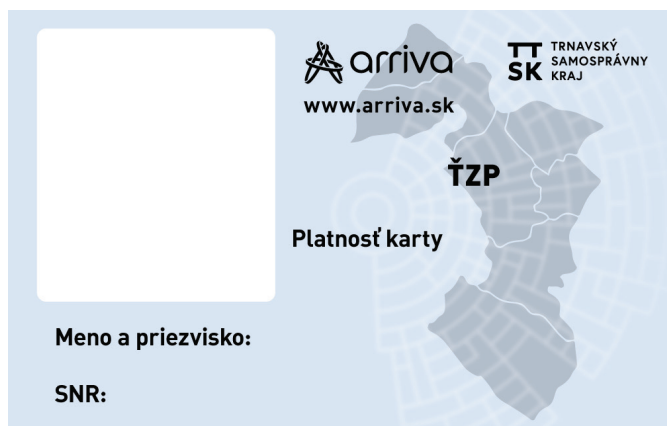 arriva
www.arriva.sk
TT SK
TRNAVSKÝ
SAMOSPRÁVNY
KRAJ
ŤZP
Platnosť karty
Meno a priezvisko:
SNR: